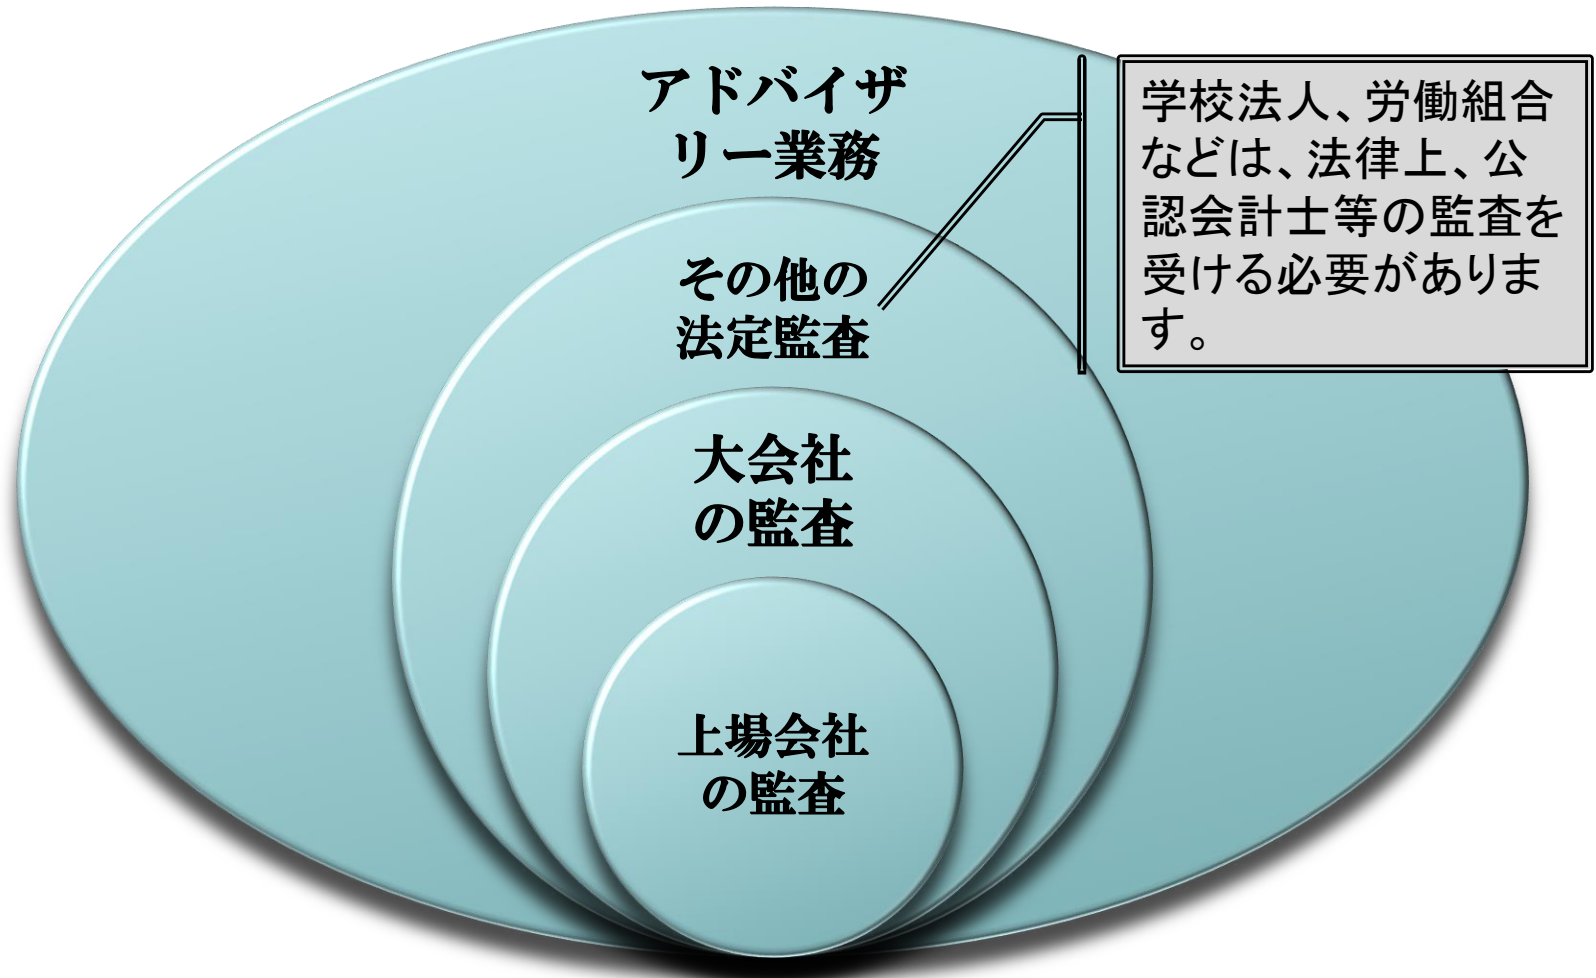 アドバイザ
リー業務
学校法人、労働組合
などは、法律上、公
認会計士等の監査を
受ける必要がありま
す。
その他の
法定監査
大会社
の監査
上場会社
の監査